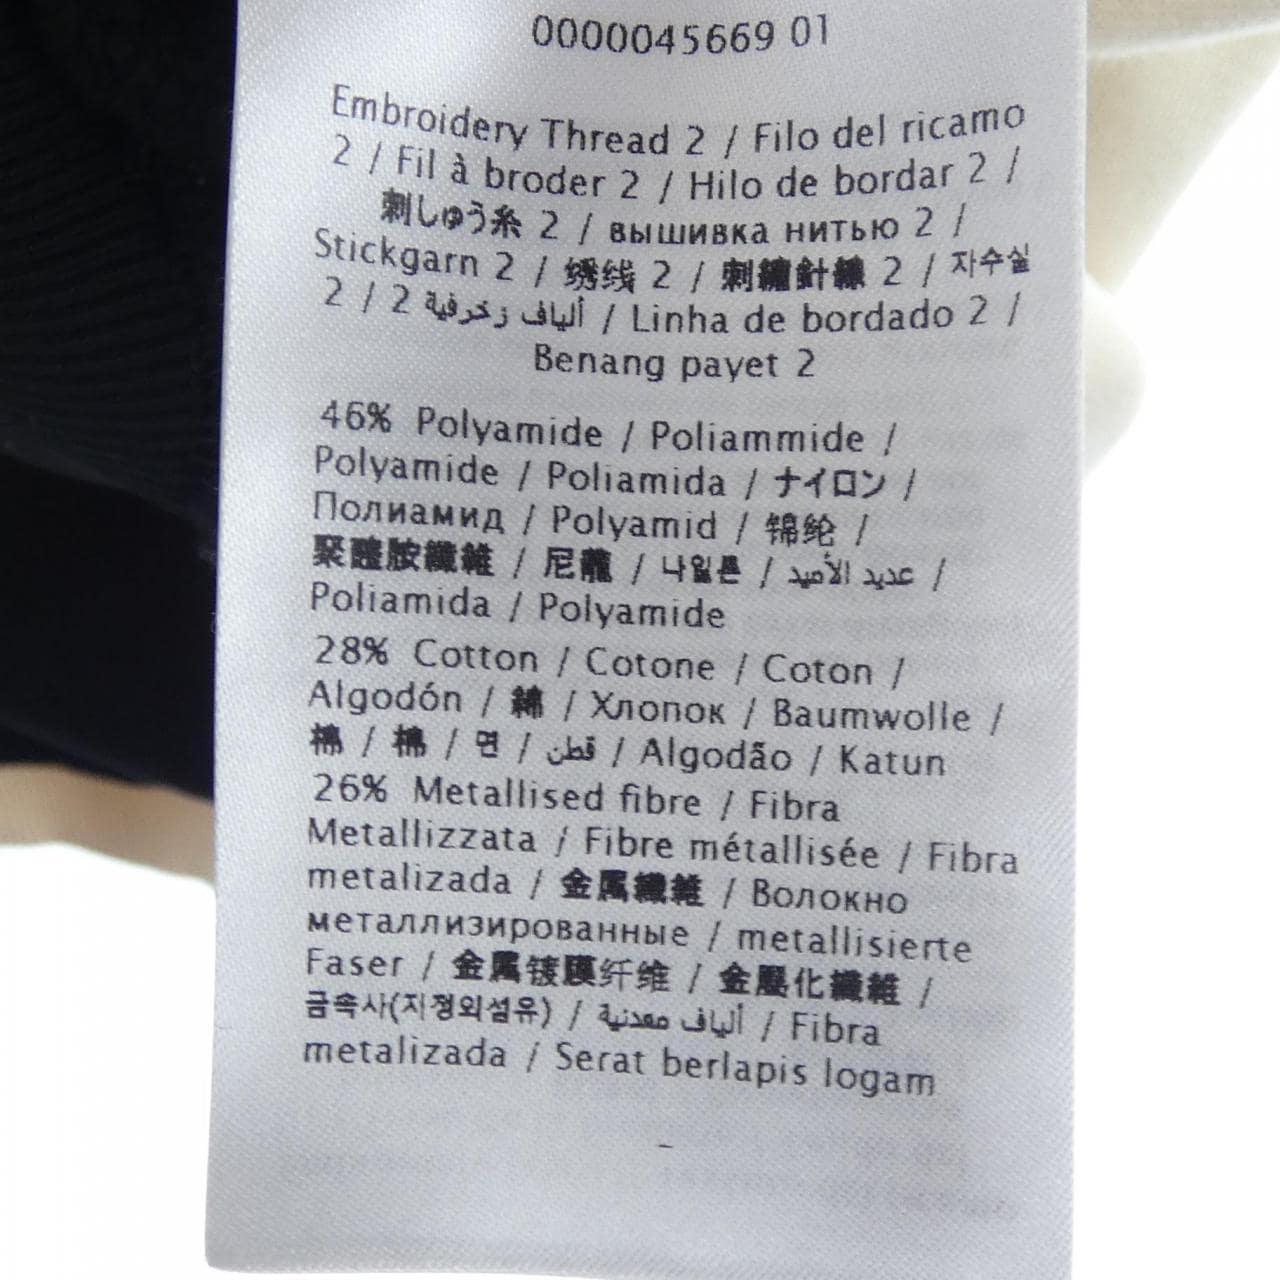 0000045669 01
Embroidery Thread 2 / Filo del ricamo
2 / Fil à broder 2 / Hilo de bordar 2 /
刺しゅう糸 2 / вышивка нитью 2 /
Stickgarn 2 / 绣线 2 / 刺繡針線 2 / 자수실
2 / ألياف زخرفية 2 / Linha de bordado 2 /
Benang payet 2
46% Polyamide / Poliammide /
Polyamide / Poliamida / ナイロン /
Полиамид / Polyamid / 锦纶 /
聚醯胺纖維 / 尼龍 / 나일론 / عديد الأميد /
Poliamida / Polyamide
28% Cotton / Cotone / Coton /
Algodón / 綿 / Хлопок / Baumwolle /
棉 / 棉 / 면 / قطن / Algodão / Katun
26% Metallised fibre / Fibra
Metallizzata / Fibre métallisée / Fibra
metalizada / 金属繊維 / Волокно
металлизированные / metallisierte
Faser / 金属镀膜纤维 / 金屬化纖維 /
금속사(지정외섬유) / ألياف معدنية / Fibra
metalizada / Serat berlapis logam